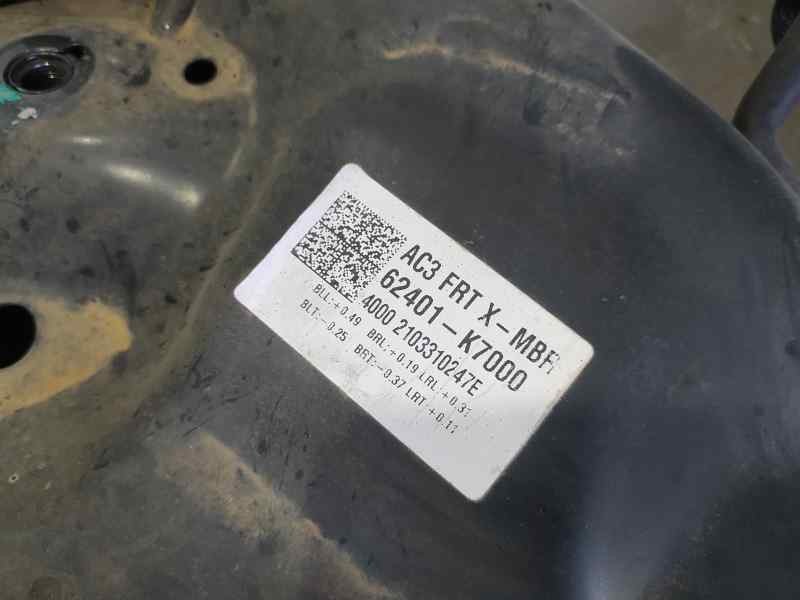 AC3 FRT X-MBR
62401-K7000
4000 2103310247E
BLL:+0.49 BRL:+0.19 LRL:+0.37
BLT:-0.25 BRT:-0.37 LRT:+0.11